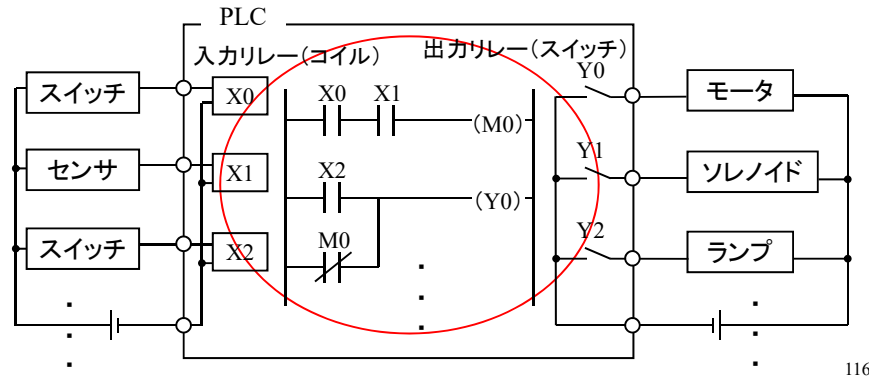 PLC
入力リレー（コイル） 出力リレー（スイッチ）
Y0
スイッチ X0 X0 X1 (M0) モータ
センサ X1 X2 (Y0) Y1 ソレノイド
スイッチ X2 M0 Y2 ランプ
116